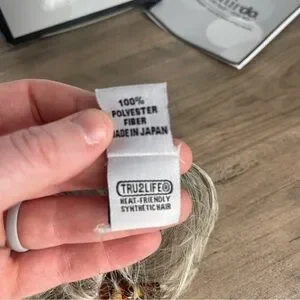 100%
POLYESTER
FIBER
MADE IN JAPAN
TRU2LIFE®
HEAT-FRIENDLY
SYNTHETIC HAIR